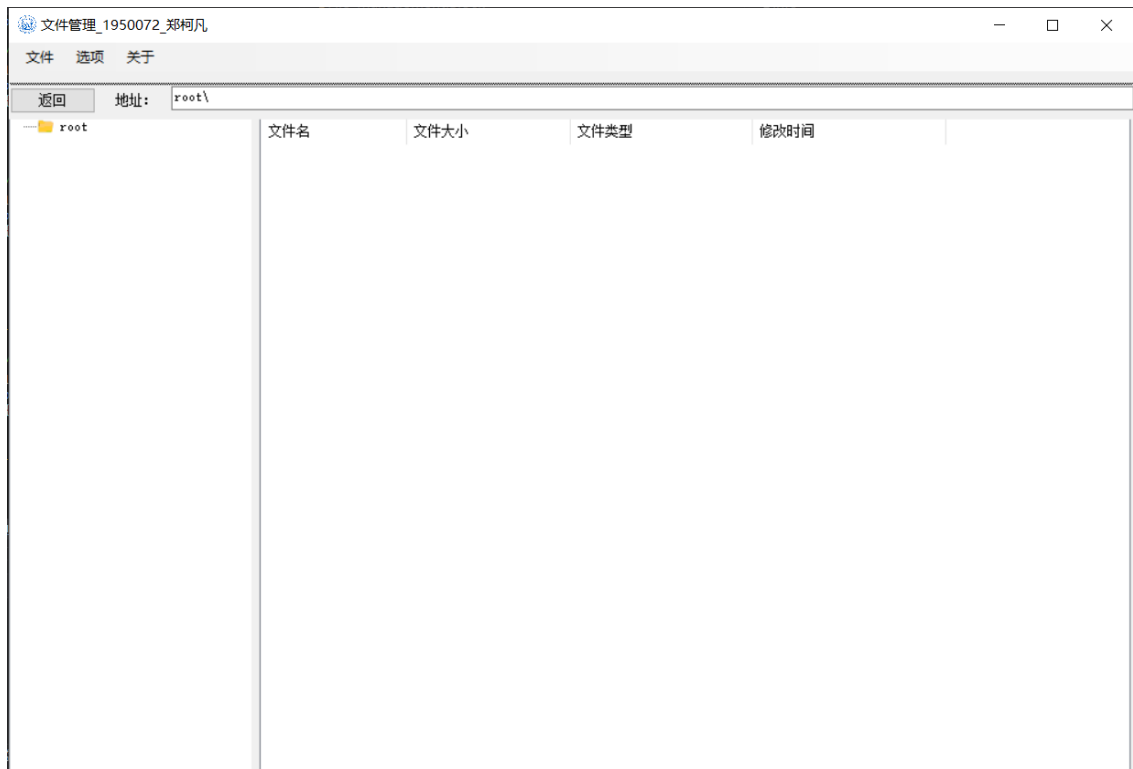 文件管理_1950072_郑柯凡
文件 选项 关于
返回 地址: root\
root
文件名 文件大小 文件类型 修改时间